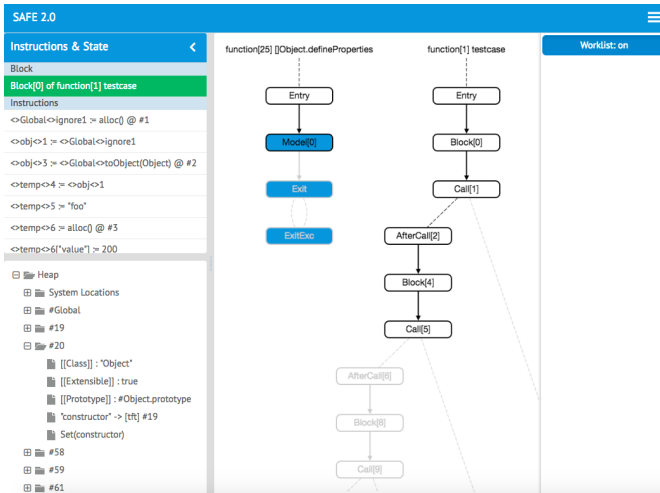 SAFE 2.0
Instructions & State
Block
Block[0] of function[1] testcase
Instructions
<>Global<>ignore1 := alloc() @ #1
<>obj<>1 := <>Global<>ignore1
<>obj<>3 := <>Global<>toObject(Object) @ #2
<>temp<>4 := <>obj<>1
<>temp<>5 := "foo"
<>temp<>6 := alloc() @ #3
<>temp<>6["value"] := 200
Heap
System Locations
#Global
#19
#20
[[Class]] : "Object"
[[Extensible]] : true
[[Prototype]] : #Object.prototype
"constructor" -> [tft] #19
Set(constructor)
#58
#59
#61
function[25] []Object.defineProperties
Entry
Model[0]
Exit
ExitExc
function[1] testcase
Entry
Block[0]
Call[1]
AfterCall[2]
Block[4]
Call[5]
AfterCall[6]
Block[8]
Call[9]
Worklist: on